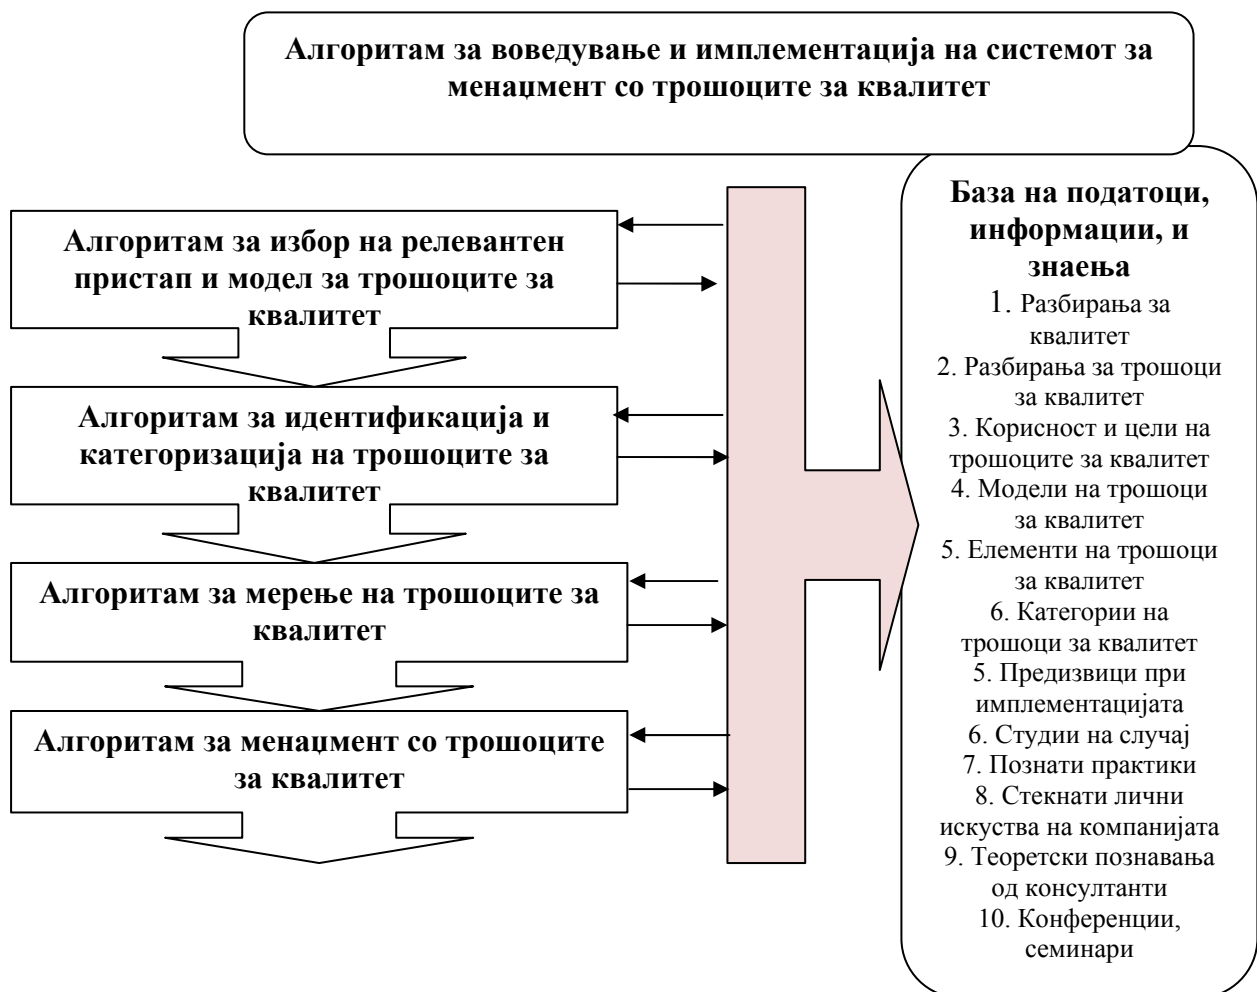 Алгоритам за воведување и имплементација на системот за
менаџмент со трошоците за квалитет
Алгоритам за избор на релевантен
пристап и модел за трошоците за
квалитет
Алгоритам за идентификација и
категоризација на трошоците за
квалитет
Алгоритам за мерење на трошоците за
квалитет
Алгоритам за менаџмент со трошоците
за квалитет
База на податоци,
информации, и
знаења
1. Разбирања за
квалитет
2. Разбирања за трошоци
за квалитет
3. Корисност и цели на
трошоците за квалитет
4. Модели на трошоци
за квалитет
5. Елементи на трошоци
за квалитет
6. Категории на
трошоци за квалитет
5. Предизвици при
имплементацијата
6. Студии на случај
7. Познати практики
8. Стекнати лични
искуства на компанијата
9. Теоретски познавања
од консултанти
10. Конференции,
семинари